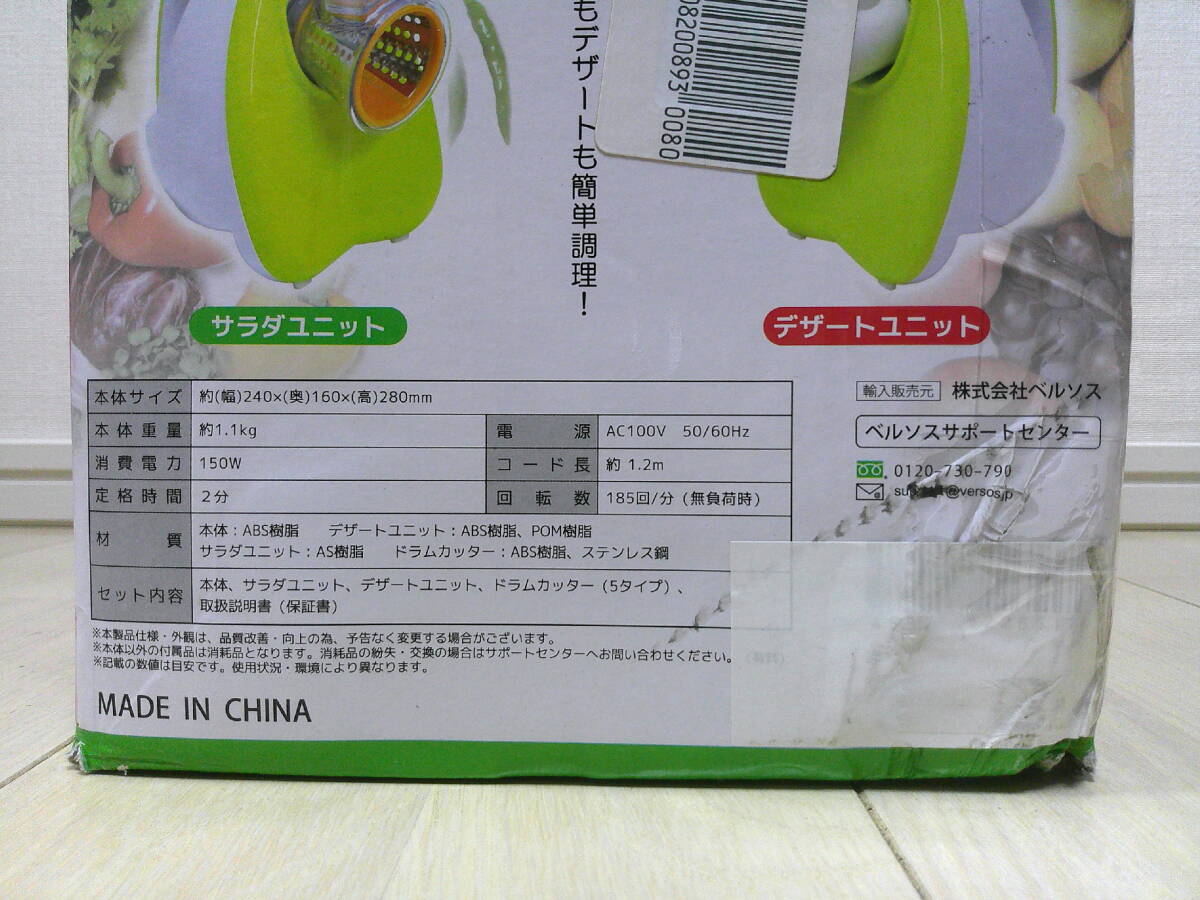 もデザートも簡単調理！
08200893 0080
サラダユニット
デザートユニット
本体サイズ 約(幅)240×(奥)160×(高)280mm
本体重量 約1.1kg 電源 AC100V 50/60Hz
消費電力 150W コード長 約 1.2m
定格時間 2分 回転数 185回/分（無負荷時）
材質 本体：ABS樹脂 デザートユニット：ABS樹脂、POM樹脂
サラダユニット：AS樹脂 ドラムカッター：ABS樹脂、ステンレス鋼
セット内容 本体、サラダユニット、デザートユニット、ドラムカッター（5タイプ）、
取扱説明書（保証書）
※本製品仕様・外観は、品質改善・向上の為、予告なく変更する場合がございます。
※本体以外の付属品は消耗品となります。消耗品の紛失・交換の場合はサポートセンターへお問い合わせください。
※記載の数値は目安です。使用状況・環境により異なります。
MADE IN CHINA
輸入販売元 株式会社ベルソス
ベルソスサポートセンター
0120-730-790
@versos.jp